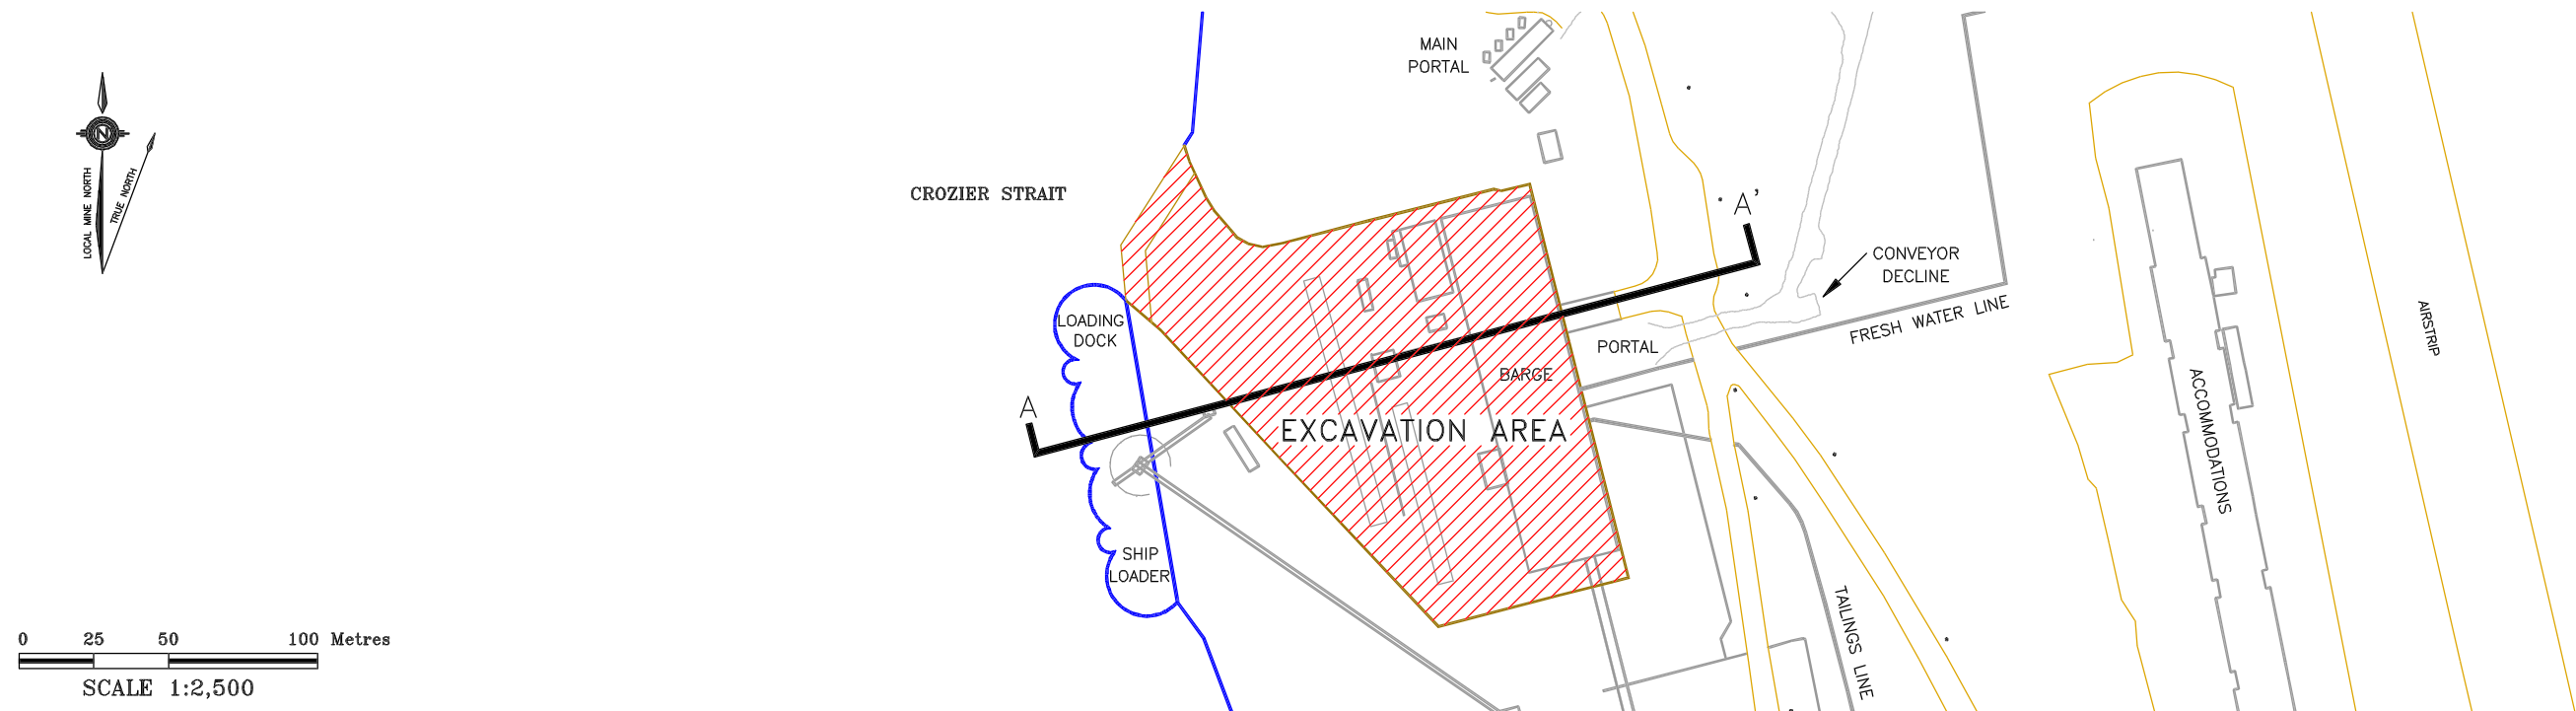 MAIN
PORTAL
N
LOCAL MINE NORTH
TRUE NORTH
CROZIER STRAIT
A'
CONVEYOR
DECLINE
FRESH WATER LINE
AIRSTRIP
LOADING
DOCK
PORTAL
BARGE
ACCOMMODATIONS
A
EXCAVATION AREA
SHIP
LOADER
TAILINGS LINE
0 25 50 100 Metres
SCALE 1:2,500